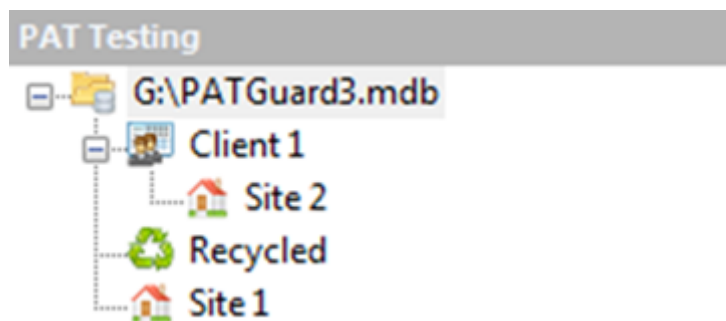 PAT Testing
G:\PATGuard3.mdb
Client 1
Site 2
Recycled
Site 1